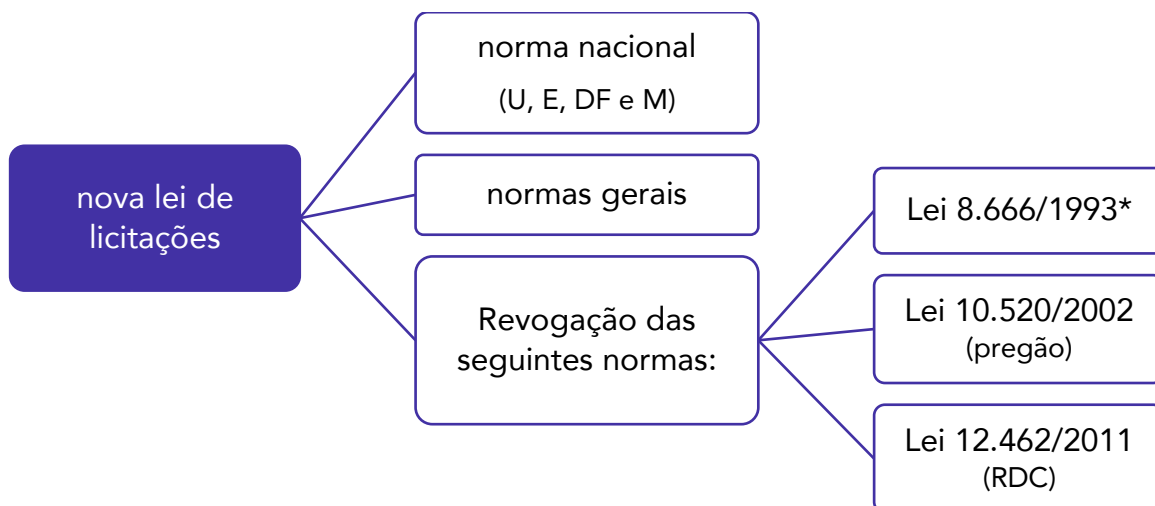 norma nacional
(U, E, DF e M)
nova lei de
licitações
normas gerais
Revogação das
seguintes normas:
Lei 8.666/1993*
Lei 10.520/2002
(pregão)
Lei 12.462/2011
(RDC)